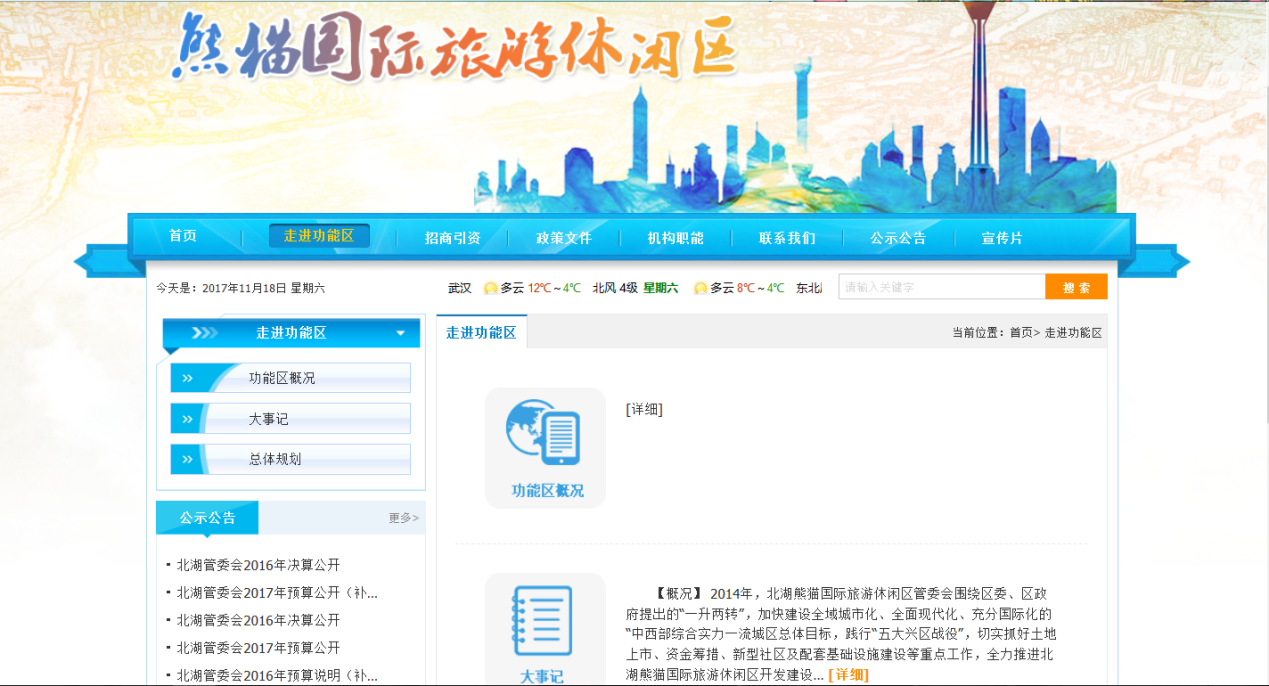 熊猫国际旅游休闲区
首页
走进功能区
招商引资
政策文件
机构职能
联系我们
公示公告
宣传片
今天是：2017年11月18日 星期六
武汉 多云 12℃~4℃ 北风 4级 星期六 多云 8℃~4℃ 东北
请输入关键字
搜 索
走进功能区
功能区概况
大事记
总体规划
公示公告
更多>
北湖管委会2016年决算公开
北湖管委会2017年预算公开（补...
北湖管委会2016年决算公开
北湖管委会2017年预算公开
北湖管委会2016年预算说明（补...
走进功能区
当前位置：首页> 走进功能区
功能区概况
[详细]
大事记
【概况】 2014年，北湖熊猫国际旅游休闲区管委会围绕区委、区政
府提出的“一升两转”，加快建设全域城市化、全面现代化、充分国际化的
“中西部综合实力一流城区总体目标，践行“五大兴区战役”，切实抓好土地
上市、资金筹措、新型社区及配套基础设施建设等重点工作，全力推进北
湖熊猫国际旅游休闲区开发建设... [详细]